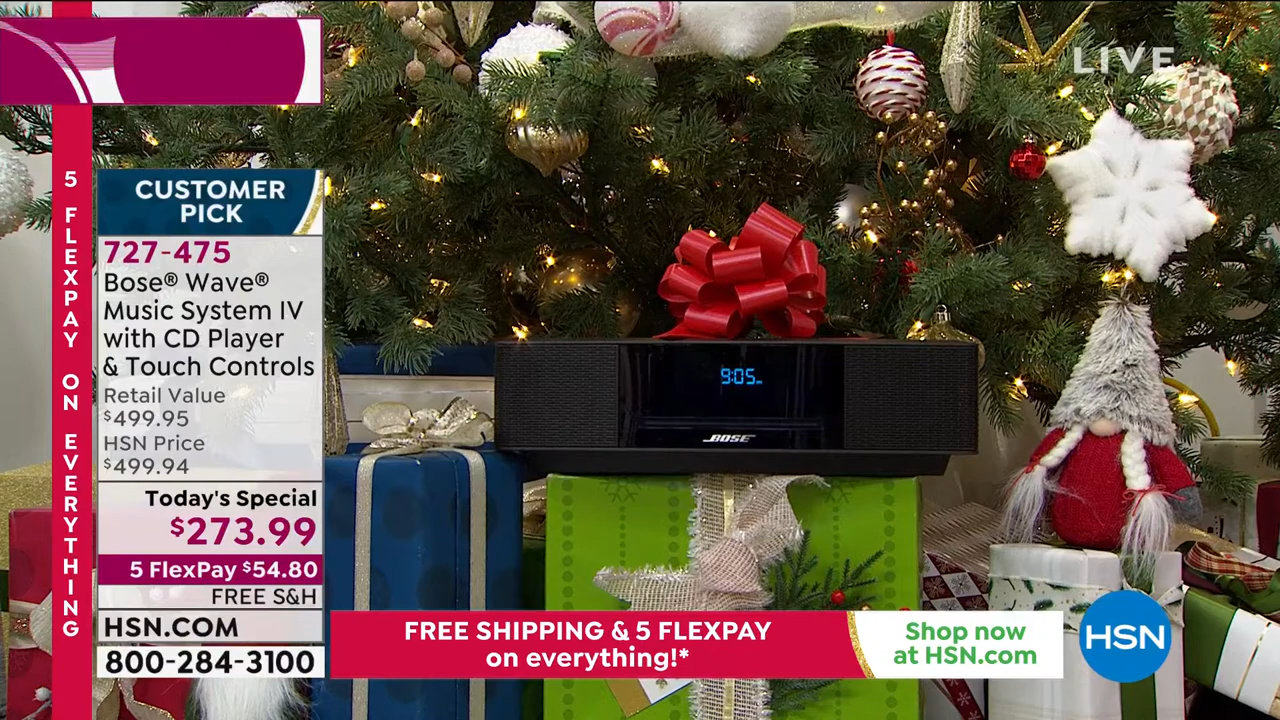 LIVE
5 FLEXPAY ON EVERYTHING
CUSTOMER
PICK
727-475
Bose® Wave®
Music System IV
with CD Player
& Touch Controls
Retail Value
$499.95
HSN Price
$499.94
Today's Special
$273.99
5 FlexPay $54.80
FREE S&H
HSN.COM
800-284-3100
9:05
BOSE
FREE SHIPPING & 5 FLEXPAY
on everything!*
Shop now
at HSN.com
HSN